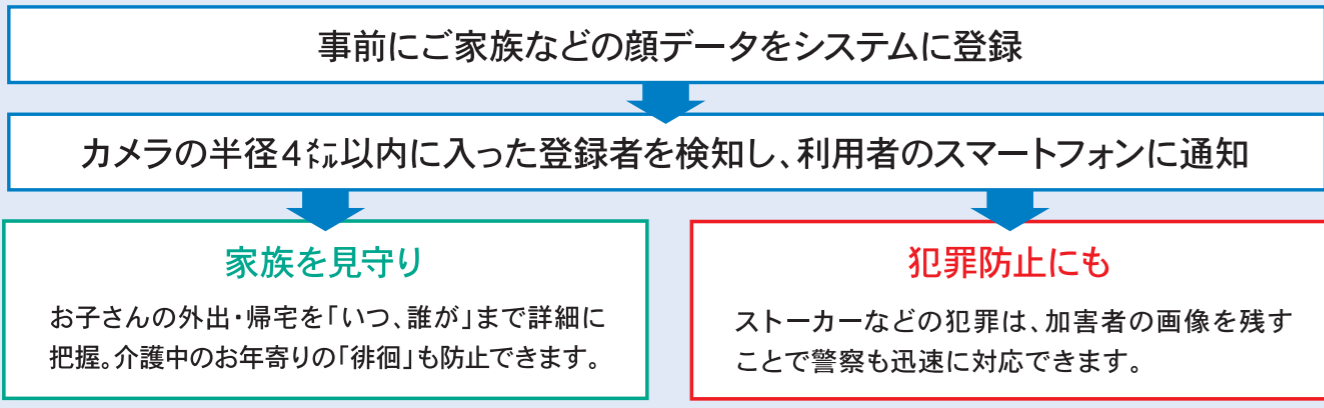 事前にご家族などの顔データをシステムに登録
カメラの半径4㍍以内に入った登録者を検知し、利用者のスマートフォンに通知
家族を見守り
お子さんの外出・帰宅を「いつ、誰が」まで詳細に
把握。介護中のお年寄りの「徘徊」も防止できます。
犯罪防止にも
ストーカーなどの犯罪は、加害者の画像を残す
ことで警察も迅速に対応できます。